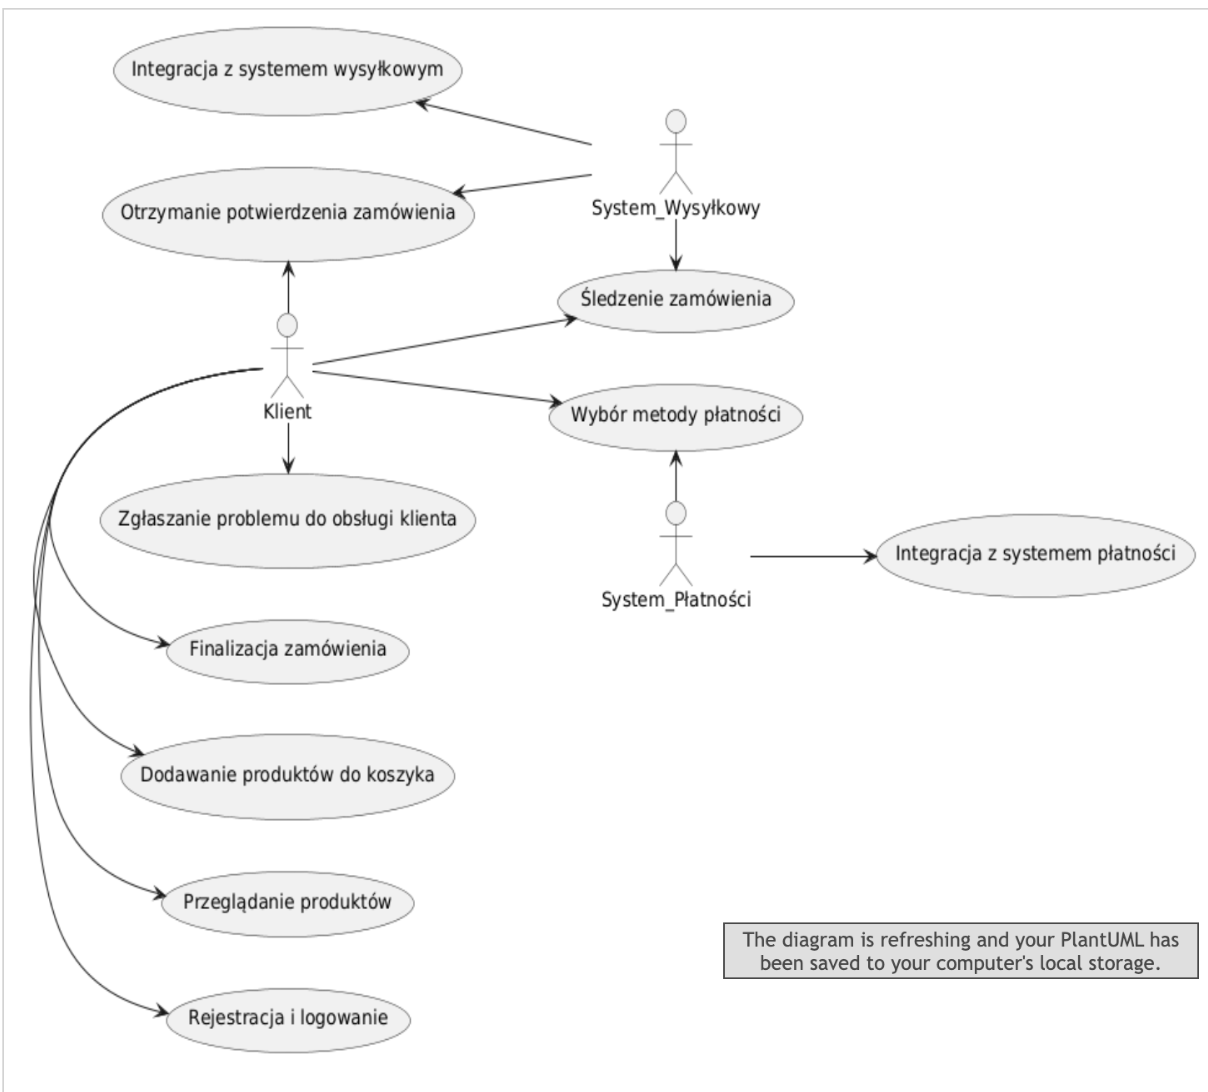 Integracja z systemem wysyłkowym
System_Wysyłkowy
Otrzymanie potwierdzenia zamówienia
Śledzenie zamówienia
Klient
Wybór metody płatności
Zgłaszanie problemu do obsługi klienta
Integracja z systemem płatności
System_Płatności
Finalizacja zamówienia
Dodawanie produktów do koszyka
Przeglądanie produktów
The diagram is refreshing and your PlantUML has
been saved to your computer's local storage.
Rejestracja i logowanie